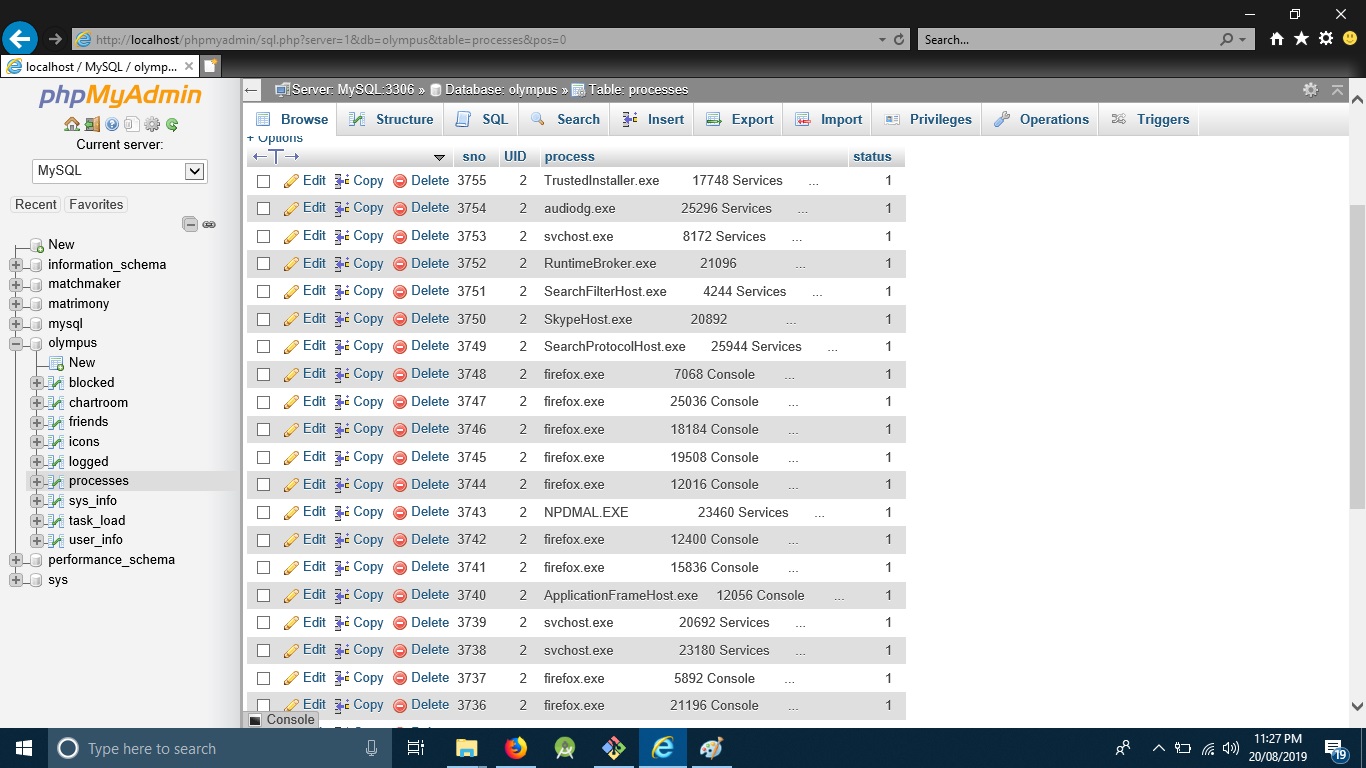 http://localhost/phpmyadmin/sql.php?server=1&db=olympus&table=processes&pos=0
Search...
localhost / MySQL / olymp...
phpMyAdmin
Current server:
MySQL
Recent Favorites
New
information_schema
matchmaker
matrimony
mysql
olympus
New
blocked
chartroom
friends
icons
logged
processes
sys_info
task_load
user_info
performance_schema
sys
Server: MySQL:3306 » Database: olympus » Table: processes
Browse Structure SQL Search Insert Export Import Privileges Operations Triggers
+ Options
←T→ sno UID process status
Edit Copy Delete 3755 2 TrustedInstaller.exe 17748 Services ... 1
Edit Copy Delete 3754 2 audiodg.exe 25296 Services ... 1
Edit Copy Delete 3753 2 svchost.exe 8172 Services ... 1
Edit Copy Delete 3752 2 RuntimeBroker.exe 21096 ... 1
Edit Copy Delete 3751 2 SearchFilterHost.exe 4244 Services ... 1
Edit Copy Delete 3750 2 SkypeHost.exe 20892 ... 1
Edit Copy Delete 3749 2 SearchProtocolHost.exe 25944 Services ... 1
Edit Copy Delete 3748 2 firefox.exe 7068 Console ... 1
Edit Copy Delete 3747 2 firefox.exe 25036 Console ... 1
Edit Copy Delete 3746 2 firefox.exe 18184 Console ... 1
Edit Copy Delete 3745 2 firefox.exe 19508 Console ... 1
Edit Copy Delete 3744 2 firefox.exe 12016 Console ... 1
Edit Copy Delete 3743 2 NPDMAL.EXE 23460 Services ... 1
Edit Copy Delete 3742 2 firefox.exe 12400 Console ... 1
Edit Copy Delete 3741 2 firefox.exe 15836 Console ... 1
Edit Copy Delete 3740 2 ApplicationFrameHost.exe 12056 Console ... 1
Edit Copy Delete 3739 2 svchost.exe 20692 Services ... 1
Edit Copy Delete 3738 2 svchost.exe 23180 Services ... 1
Edit Copy Delete 3737 2 firefox.exe 5892 Console ... 1
Edit Copy Delete 3736 2 firefox.exe 21196 Console ... 1
Console
Type here to search
11:27 PM
20/08/2019
19